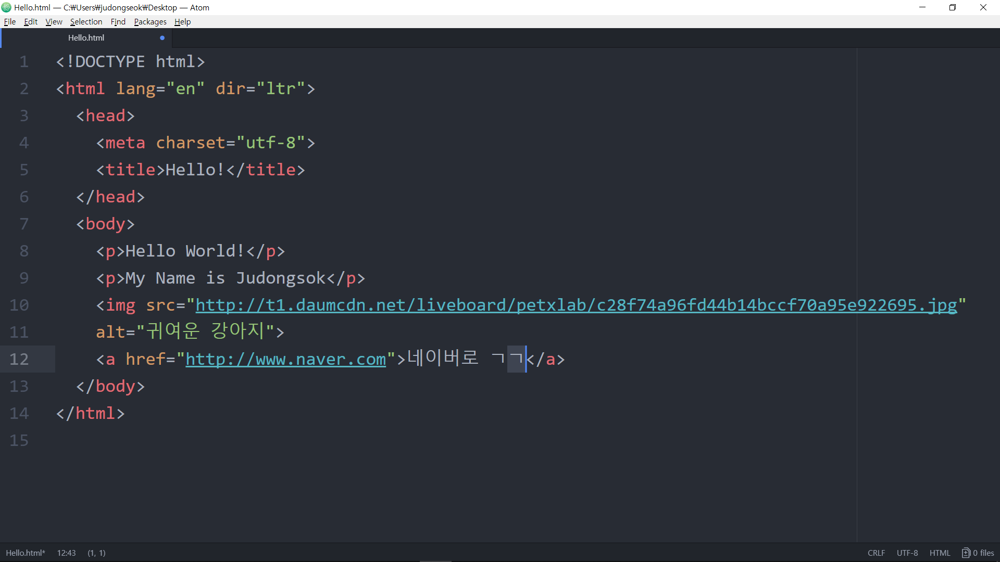 Hello.html — C:₩Users₩judongseok₩Desktop — Atom
File Edit View Selection Find Packages Help
Hello.html
1 <!DOCTYPE html>
2 <html lang="en" dir="ltr">
3 <head>
4 <meta charset="utf-8">
5 <title>Hello!</title>
6 </head>
7 <body>
8 <p>Hello World!</p>
9 <p>My Name is Judongsok</p>
10 <img src="http://t1.daumcdn.net/liveboard/petxlab/c28f74a96fd44b14bccf70a95e922695.jpg"
11 alt="귀여운 강아지">
12 <a href="http://www.naver.com">네이버로 ㄱㄱ</a>
13 </body>
14 </html>
15
Hello.html* 12:43 (1, 1) CRLF UTF-8 HTML 0 files